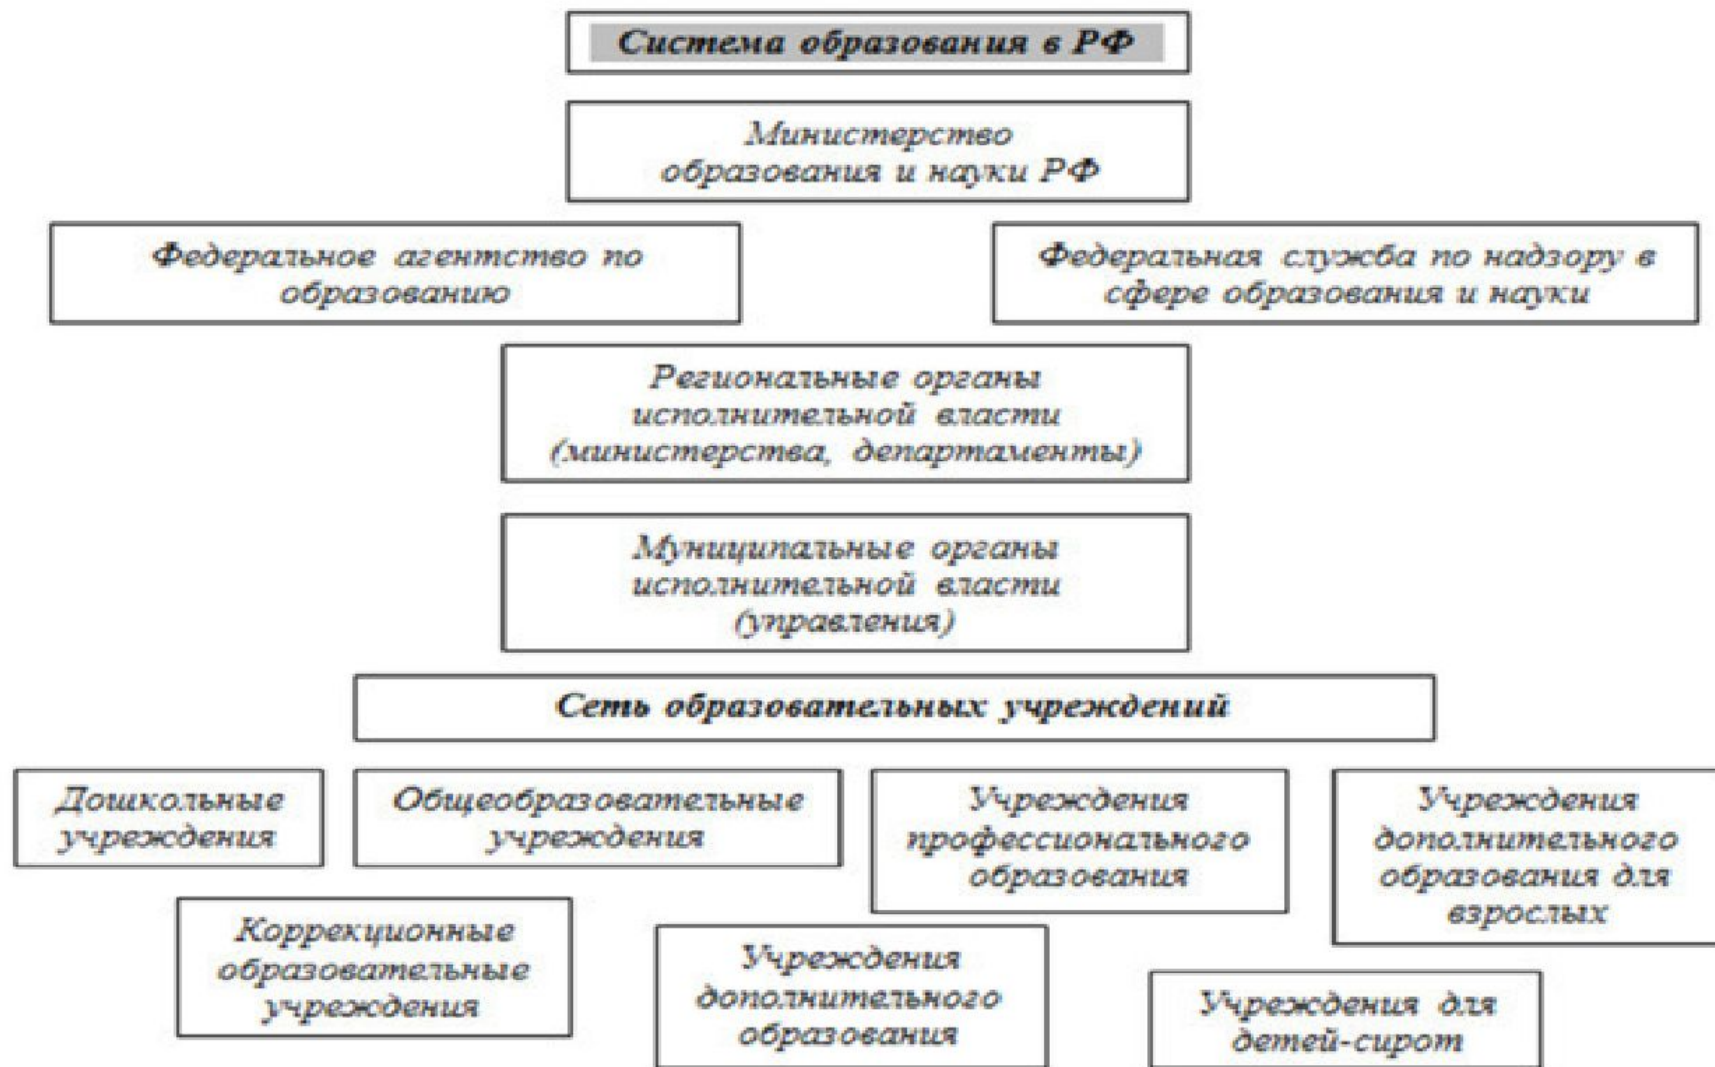 Система образования в РФ
Министерство
образования и науки РФ
Федеральное агентство по
образованию
Федеральная служба по надзору в
сфере образования и науки
Региональные органы
исполнительной власти
(министерства, департаменты)
Муниципальные органы
исполнительной власти
(управления)
Сеть образовательных учреждений
Дошкольные
учреждения
Общеобразовательные
учреждения
Учреждения
профессионального
образования
Учреждения
дополнительного
образования для
взрослых
Коррекционные
образовательные
учреждения
Учреждения
дополнительного
образования
Учреждения для
детей-сирот